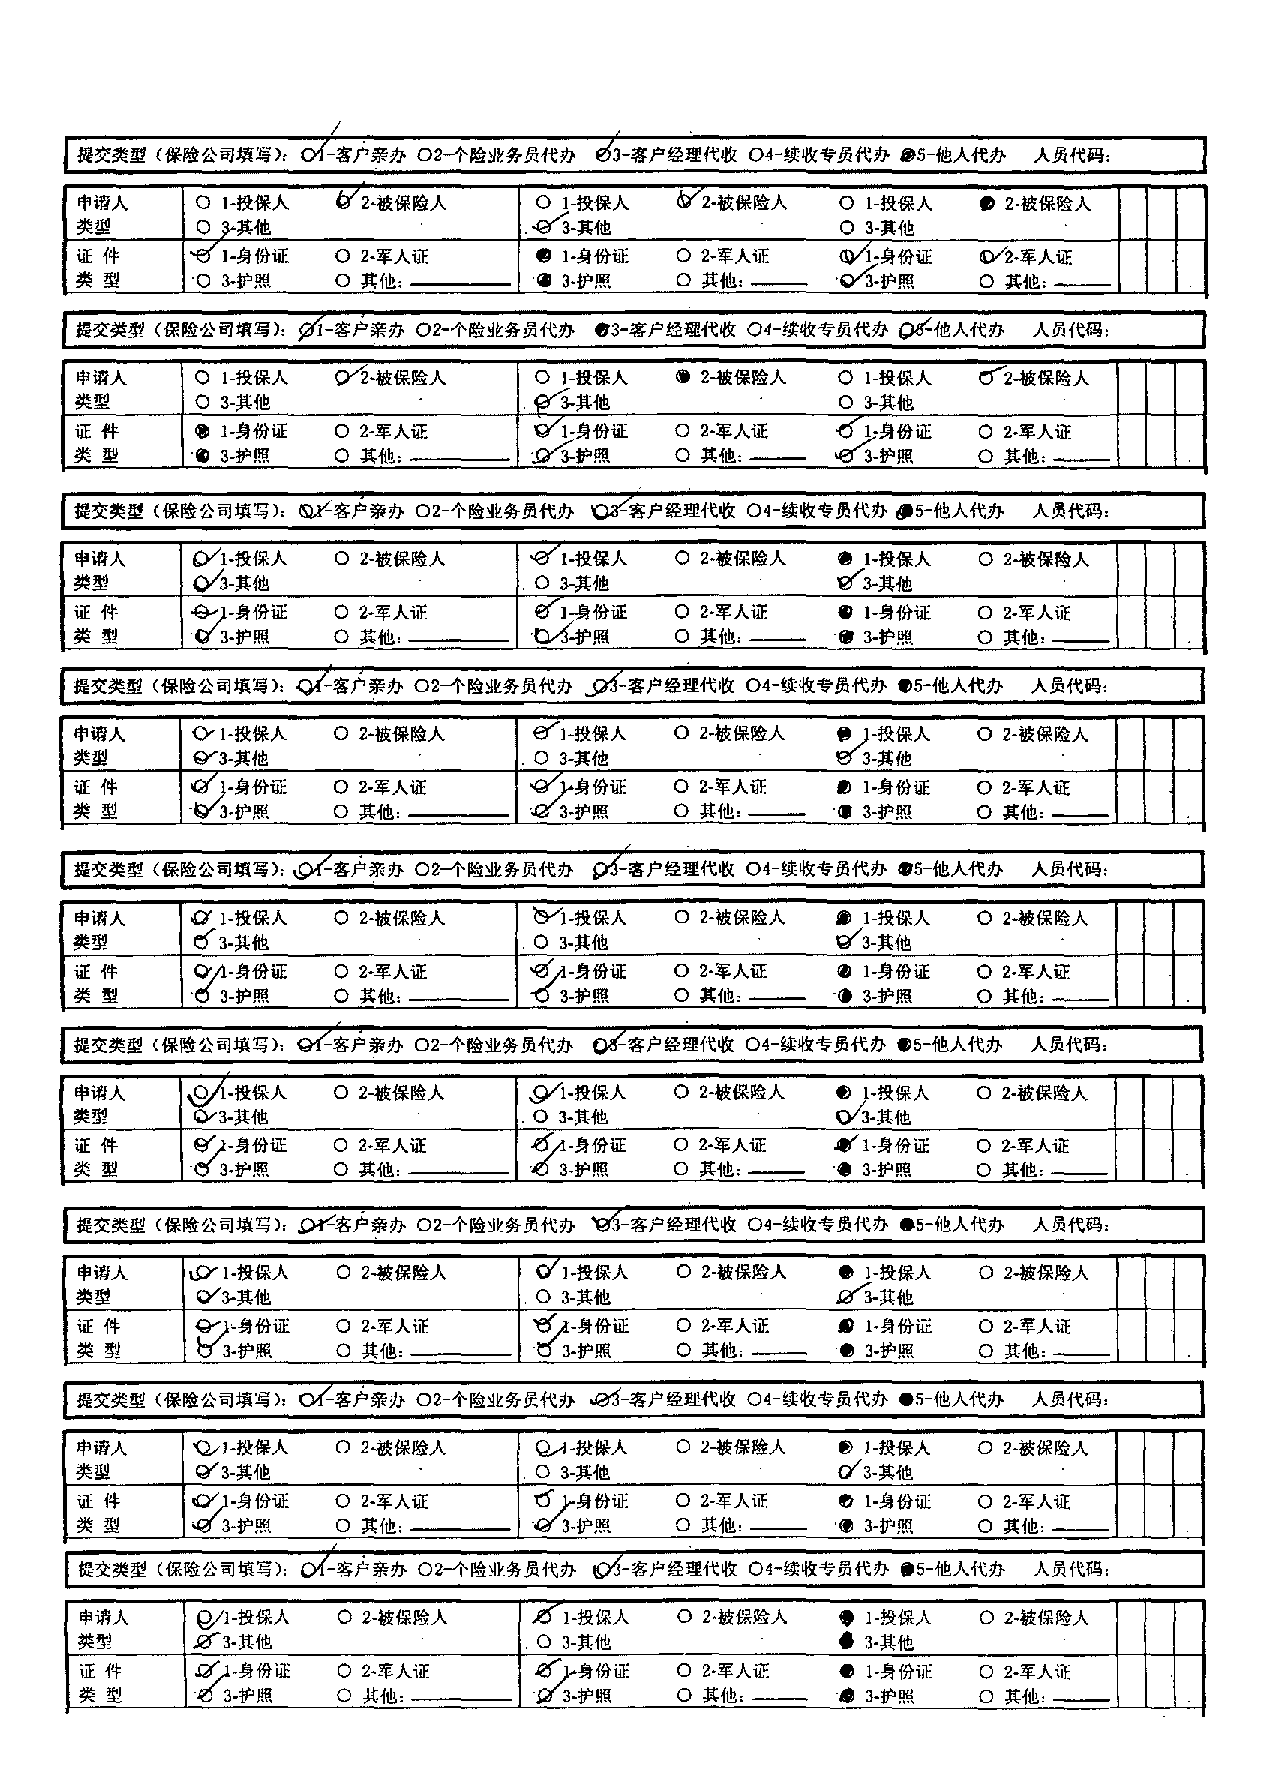 提交类型（保险公司填写）：○1-客户亲办 ○2-个险业务员代办 ○3-客户经理代收 ○4-续收专员代办 ●5-他人代办 人员代码：
申请人 ○ 1-投保人 ○ 2-被保险人 ○ 1-投保人 ○ 2-被保险人 ○ 1-投保人 ● 2-被保险人
类型 ○ 3-其他 ○ 3-其他 ○ 3-其他
证 件 ○ 1-身份证 ○ 2-军人证 ● 1-身份证 ○ 2-军人证 ○ 1-身份证 ○ 2-军人证
类 型 ○ 3-护照 ○ 其他：____ ● 3-护照 ○ 其他：____ ○ 3-护照 ○ 其他：____
提交类型（保险公司填写）：○1-客户亲办 ○2-个险业务员代办 ●3-客户经理代收 ○4-续收专员代办 ○5-他人代办 人员代码：
申请人 ○ 1-投保人 ○ 2-被保险人 ○ 1-投保人 ● 2-被保险人 ○ 1-投保人 ○ 2-被保险人
类型 ○ 3-其他 ○ 3-其他 ○ 3-其他
证 件 ● 1-身份证 ○ 2-军人证 ○ 1-身份证 ○ 2-军人证 ○ 1-身份证 ○ 2-军人证
类 型 ● 3-护照 ○ 其他：____ ○ 3-护照 ○ 其他：____ ○ 3-护照 ○ 其他：____
提交类型（保险公司填写）：○1-客户亲办 ○2-个险业务员代办 ○3-客户经理代收 ○4-续收专员代办 ●5-他人代办 人员代码：
申请人 ○ 1-投保人 ○ 2-被保险人 ○ 1-投保人 ○ 2-被保险人 ● 1-投保人 ○ 2-被保险人
类型 ○ 3-其他 ○ 3-其他 ○ 3-其他
证 件 ○ 1-身份证 ○ 2-军人证 ○ 1-身份证 ○ 2-军人证 ● 1-身份证 ○ 2-军人证
类 型 ○ 3-护照 ○ 其他：____ ○ 3-护照 ○ 其他：____ ● 3-护照 ○ 其他：____
提交类型（保险公司填写）：○1-客户亲办 ○2-个险业务员代办 ○3-客户经理代收 ○4-续收专员代办 ●5-他人代办 人员代码：
申请人 ○ 1-投保人 ○ 2-被保险人 ○ 1-投保人 ○ 2-被保险人 ● 1-投保人 ○ 2-被保险人
类型 ○ 3-其他 ○ 3-其他 ○ 3-其他
证 件 ○ 1-身份证 ○ 2-军人证 ○ 1-身份证 ○ 2-军人证 ● 1-身份证 ○ 2-军人证
类 型 ○ 3-护照 ○ 其他：____ ○ 3-护照 ○ 其他：____ ● 3-护照 ○ 其他：____
提交类型（保险公司填写）：○1-客户亲办 ○2-个险业务员代办 ○3-客户经理代收 ○4-续收专员代办 ●5-他人代办 人员代码：
申请人 ○ 1-投保人 ○ 2-被保险人 ○ 1-投保人 ○ 2-被保险人 ● 1-投保人 ○ 2-被保险人
类型 ○ 3-其他 ○ 3-其他 ○ 3-其他
证 件 ○ 1-身份证 ○ 2-军人证 ○ 1-身份证 ○ 2-军人证 ● 1-身份证 ○ 2-军人证
类 型 ○ 3-护照 ○ 其他：____ ○ 3-护照 ○ 其他：____ ● 3-护照 ○ 其他：____
提交类型（保险公司填写）：○1-客户亲办 ○2-个险业务员代办 ○3-客户经理代收 ○4-续收专员代办 ●5-他人代办 人员代码：
申请人 ○ 1-投保人 ○ 2-被保险人 ○ 1-投保人 ○ 2-被保险人 ● 1-投保人 ○ 2-被保险人
类型 ○ 3-其他 ○ 3-其他 ○ 3-其他
证 件 ○ 1-身份证 ○ 2-军人证 ○ 1-身份证 ○ 2-军人证 ● 1-身份证 ○ 2-军人证
类 型 ○ 3-护照 ○ 其他：____ ○ 3-护照 ○ 其他：____ ● 3-护照 ○ 其他：____
提交类型（保险公司填写）：○1-客户亲办 ○2-个险业务员代办 ○3-客户经理代收 ○4-续收专员代办 ●5-他人代办 人员代码：
申请人 ○ 1-投保人 ○ 2-被保险人 ○ 1-投保人 ○ 2-被保险人 ● 1-投保人 ○ 2-被保险人
类型 ○ 3-其他 ○ 3-其他 ○ 3-其他
证 件 ○ 1-身份证 ○ 2-军人证 ○ 1-身份证 ○ 2-军人证 ● 1-身份证 ○ 2-军人证
类 型 ○ 3-护照 ○ 其他：____ ○ 3-护照 ○ 其他：____ ● 3-护照 ○ 其他：____
提交类型（保险公司填写）：○1-客户亲办 ○2-个险业务员代办 ○3-客户经理代收 ○4-续收专员代办 ●5-他人代办 人员代码：
申请人 ○ 1-投保人 ○ 2-被保险人 ○ 1-投保人 ○ 2-被保险人 ● 1-投保人 ○ 2-被保险人
类型 ○ 3-其他 ○ 3-其他 ○ 3-其他
证 件 ○ 1-身份证 ○ 2-军人证 ○ 1-身份证 ○ 2-军人证 ● 1-身份证 ○ 2-军人证
类 型 ○ 3-护照 ○ 其他：____ ○ 3-护照 ○ 其他：____ ● 3-护照 ○ 其他：____
提交类型（保险公司填写）：○1-客户亲办 ○2-个险业务员代办 ○3-客户经理代收 ○4-续收专员代办 ●5-他人代办 人员代码：
申请人 ○ 1-投保人 ○ 2-被保险人 ○ 1-投保人 ○ 2-被保险人 ● 1-投保人 ○ 2-被保险人
类型 ○ 3-其他 ○ 3-其他 ● 3-其他
证 件 ○ 1-身份证 ○ 2-军人证 ○ 1-身份证 ○ 2-军人证 ● 1-身份证 ○ 2-军人证
类 型 ○ 3-护照 ○ 其他：____ ○ 3-护照 ○ 其他：____ ● 3-护照 ○ 其他：____